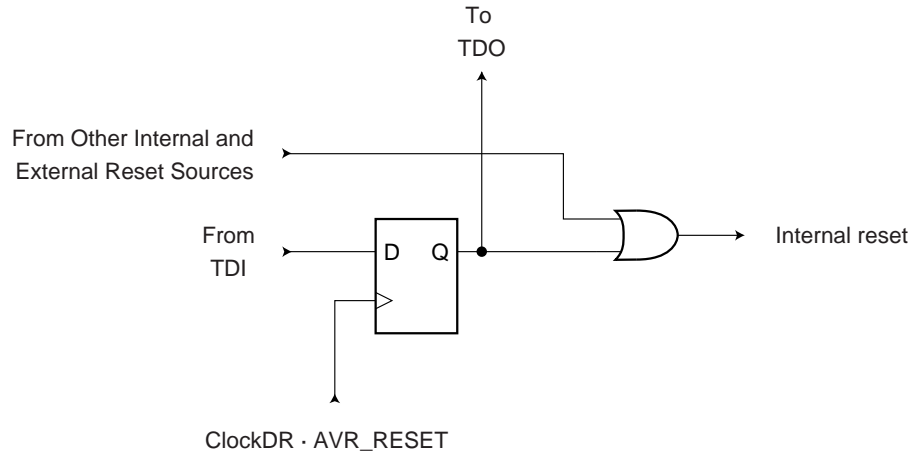 To
TDO
From Other Internal and
External Reset Sources
From
TDI
D Q
Internal reset
ClockDR · AVR_RESET